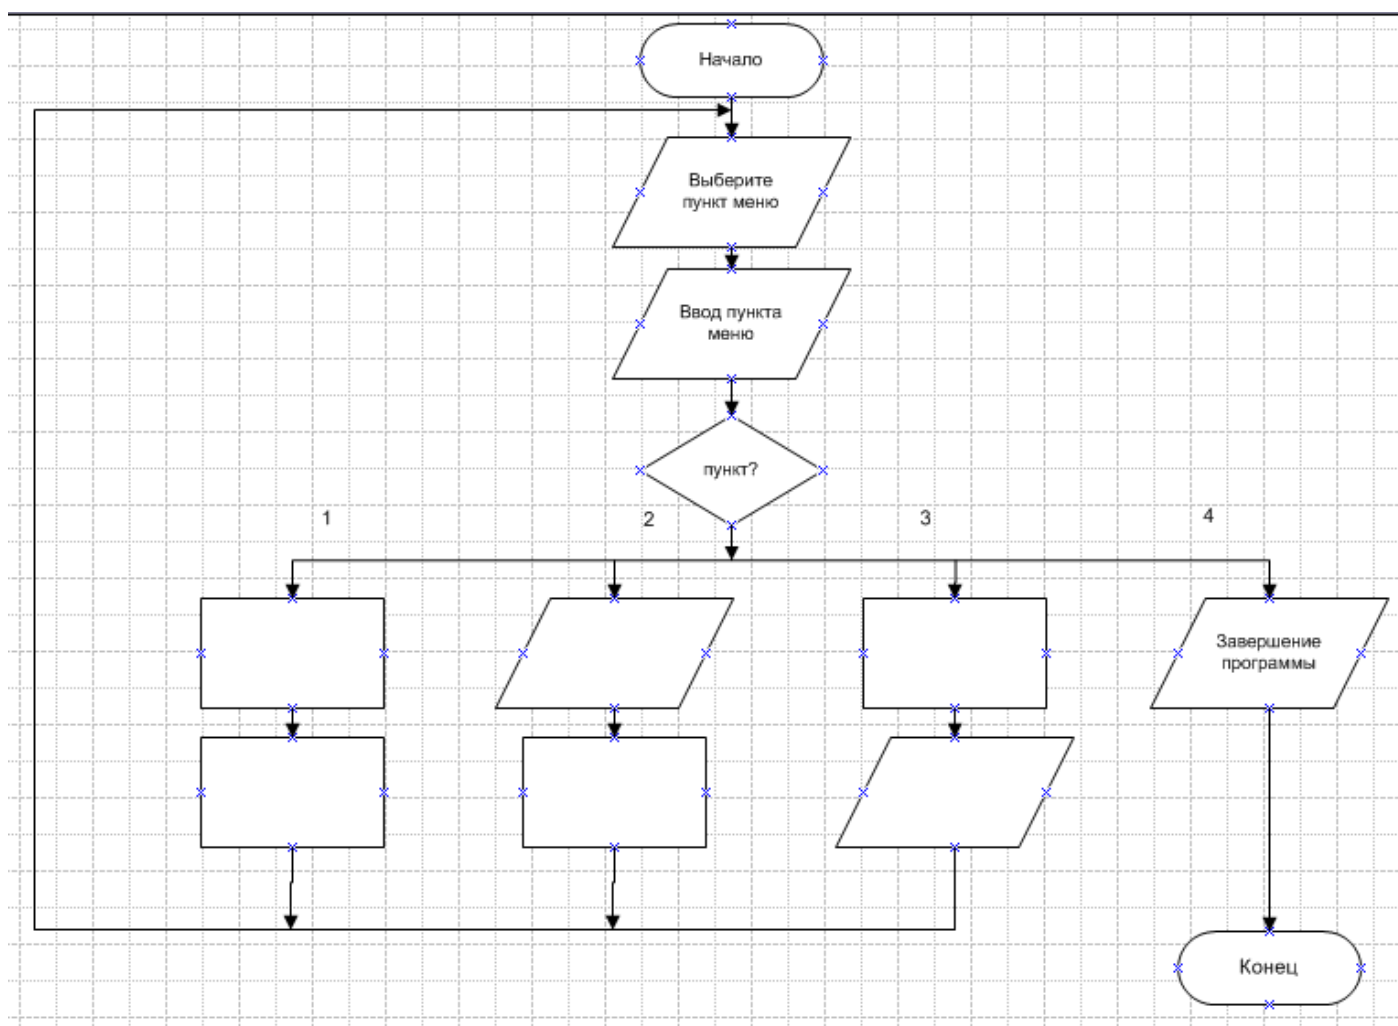 Начало
Выберите
пункт меню
Ввод пункта
меню
пункт?
1
2
3
4
Завершение
программы
Конец